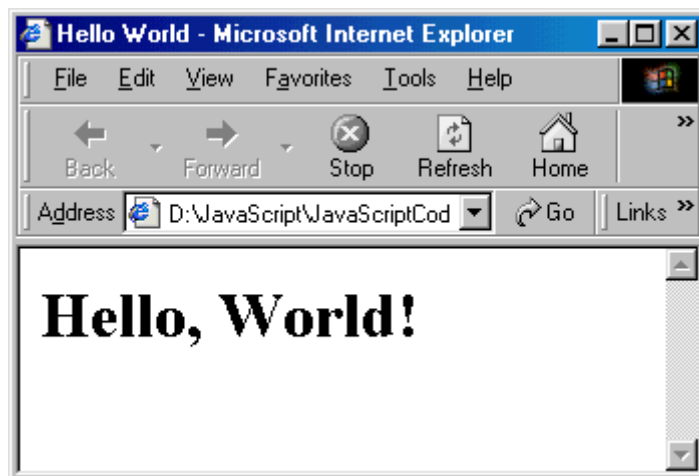 Hello World - Microsoft Internet Explorer
File Edit View Favorites Tools Help
Back Forward Stop Refresh Home »
Address D:\JavaScript\JavaScriptCod Go Links »
Hello, World!